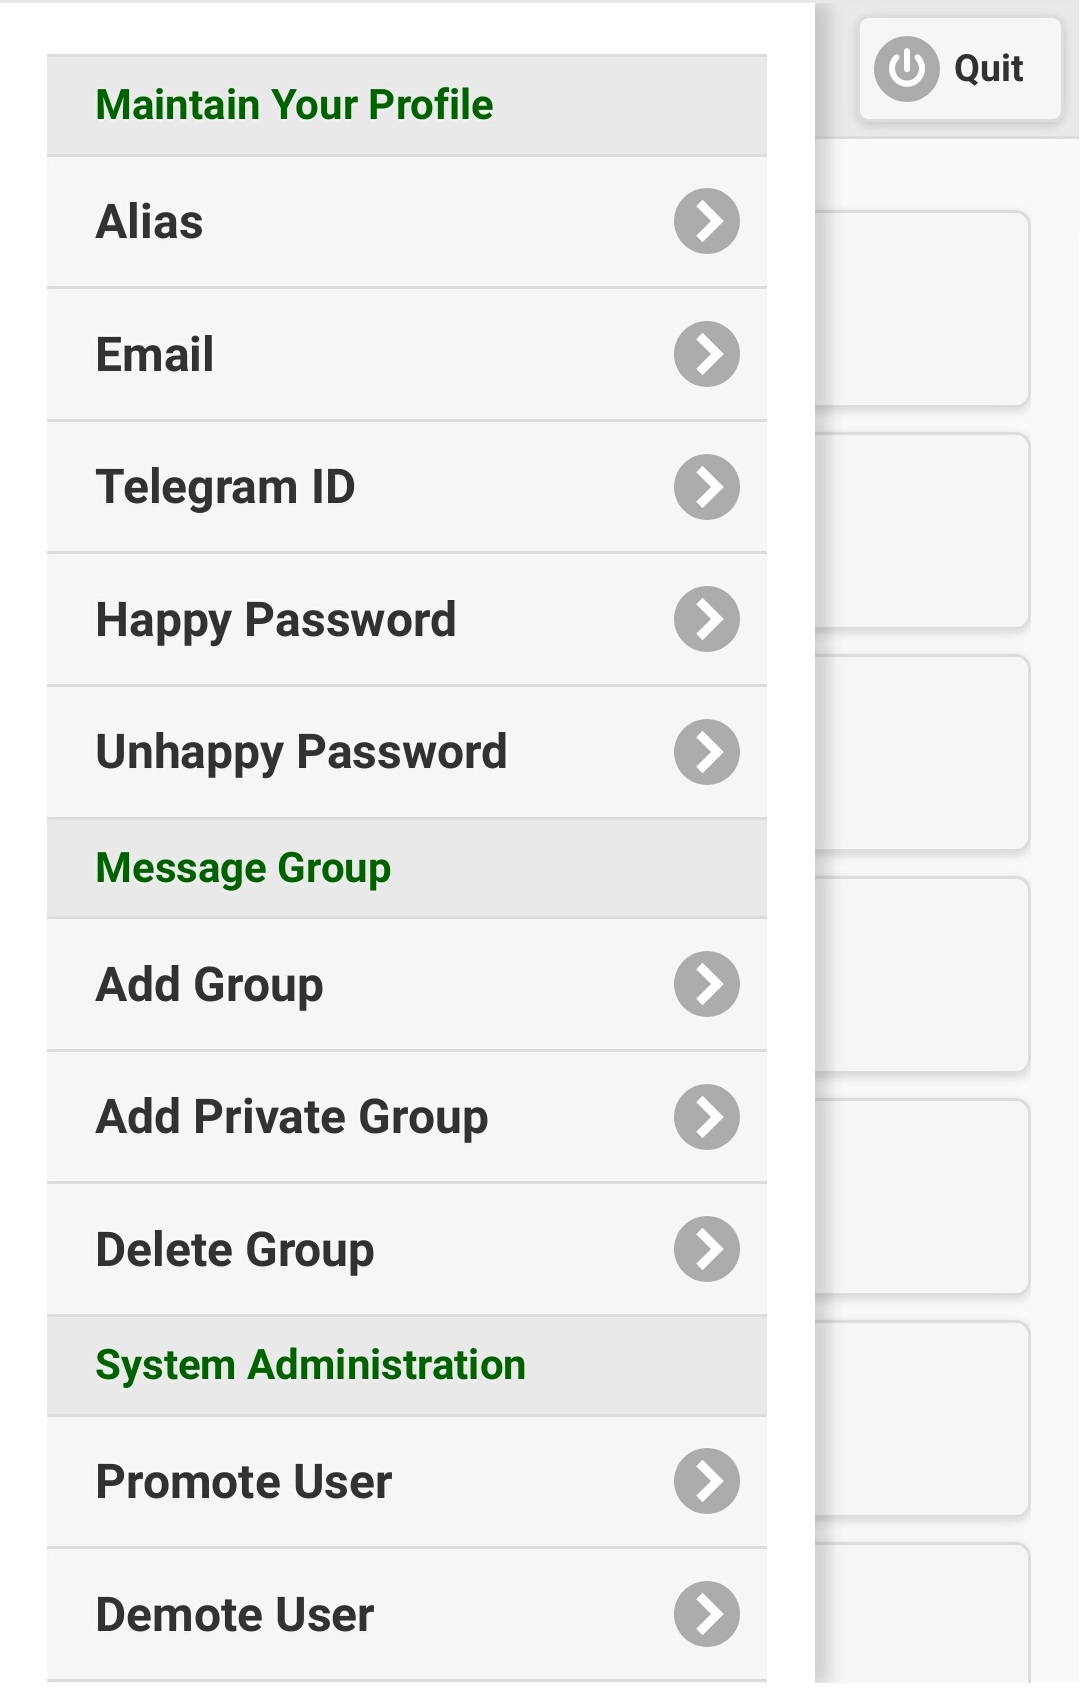 Quit
Maintain Your Profile
Alias
Email
Telegram ID
Happy Password
Unhappy Password
Message Group
Add Group
Add Private Group
Delete Group
System Administration
Promote User
Demote User